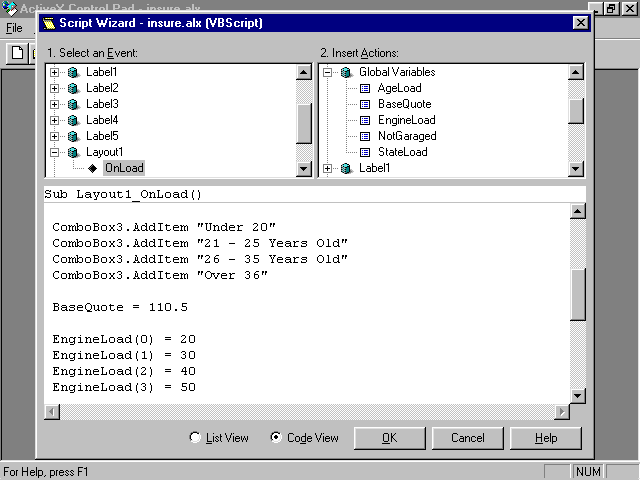 ActiveX Control Pad - insure.alx
Script Wizard - insure.alx (VBScript)
File
1. Select an Event:
Label1
Label2
Label3
Label4
Label5
Layout1
OnLoad
2. Insert Actions:
Global Variables
AgeLoad
BaseQuote
EngineLoad
NotGaraged
StateLoad
Label1
Sub Layout1_OnLoad()
ComboBox3.AddItem "Under 20"
ComboBox3.AddItem "21 - 25 Years Old"
ComboBox3.AddItem "26 - 35 Years Old"
ComboBox3.AddItem "Over 36"
BaseQuote = 110.5
EngineLoad(0) = 20
EngineLoad(1) = 30
EngineLoad(2) = 40
EngineLoad(3) = 50
List View
Code View
OK
Cancel
Help
For Help, press F1
NUM